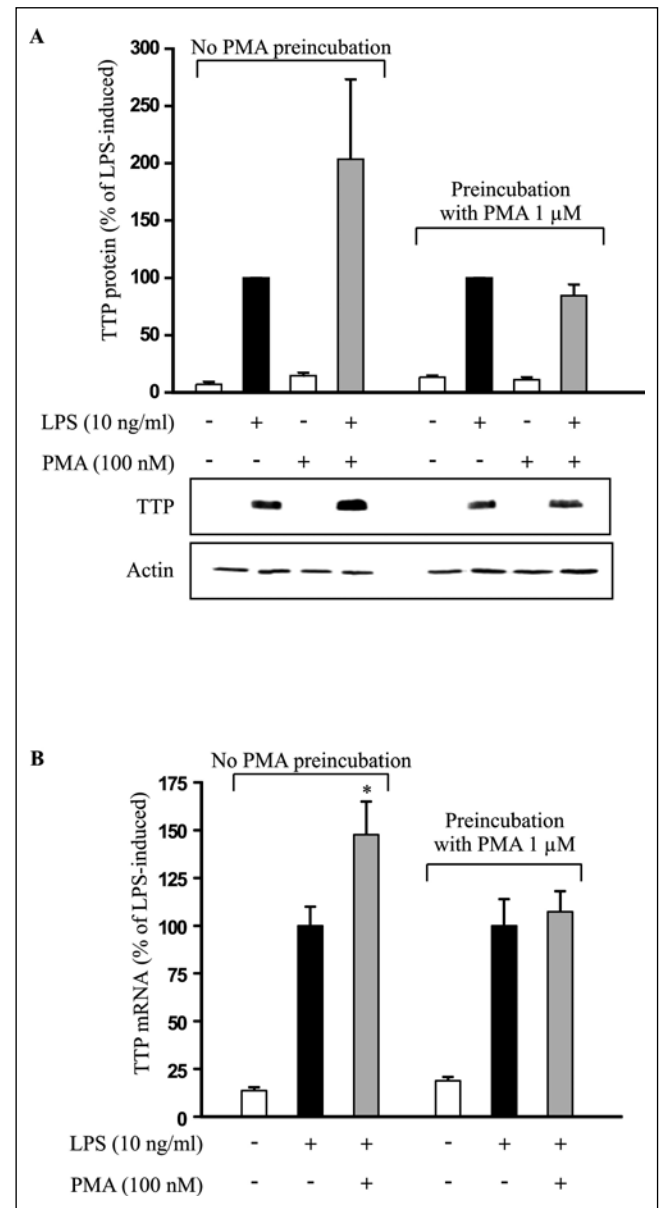 A
No PMA preincubation
Preincubation
with PMA 1 µM
TTP protein (% of LPS-induced)
300
250
200
150
100
50
0
LPS (10 ng/ml) - + - + - + - +
PMA (100 nM) - - + + - - + +
TTP
Actin
B
No PMA preincubation
*
Preincubation
with PMA 1 µM
TTP mRNA (% of LPS-induced)
175
150
125
100
75
50
25
0
LPS (10 ng/ml) - + + - + +
PMA (100 nM) - - + - - +